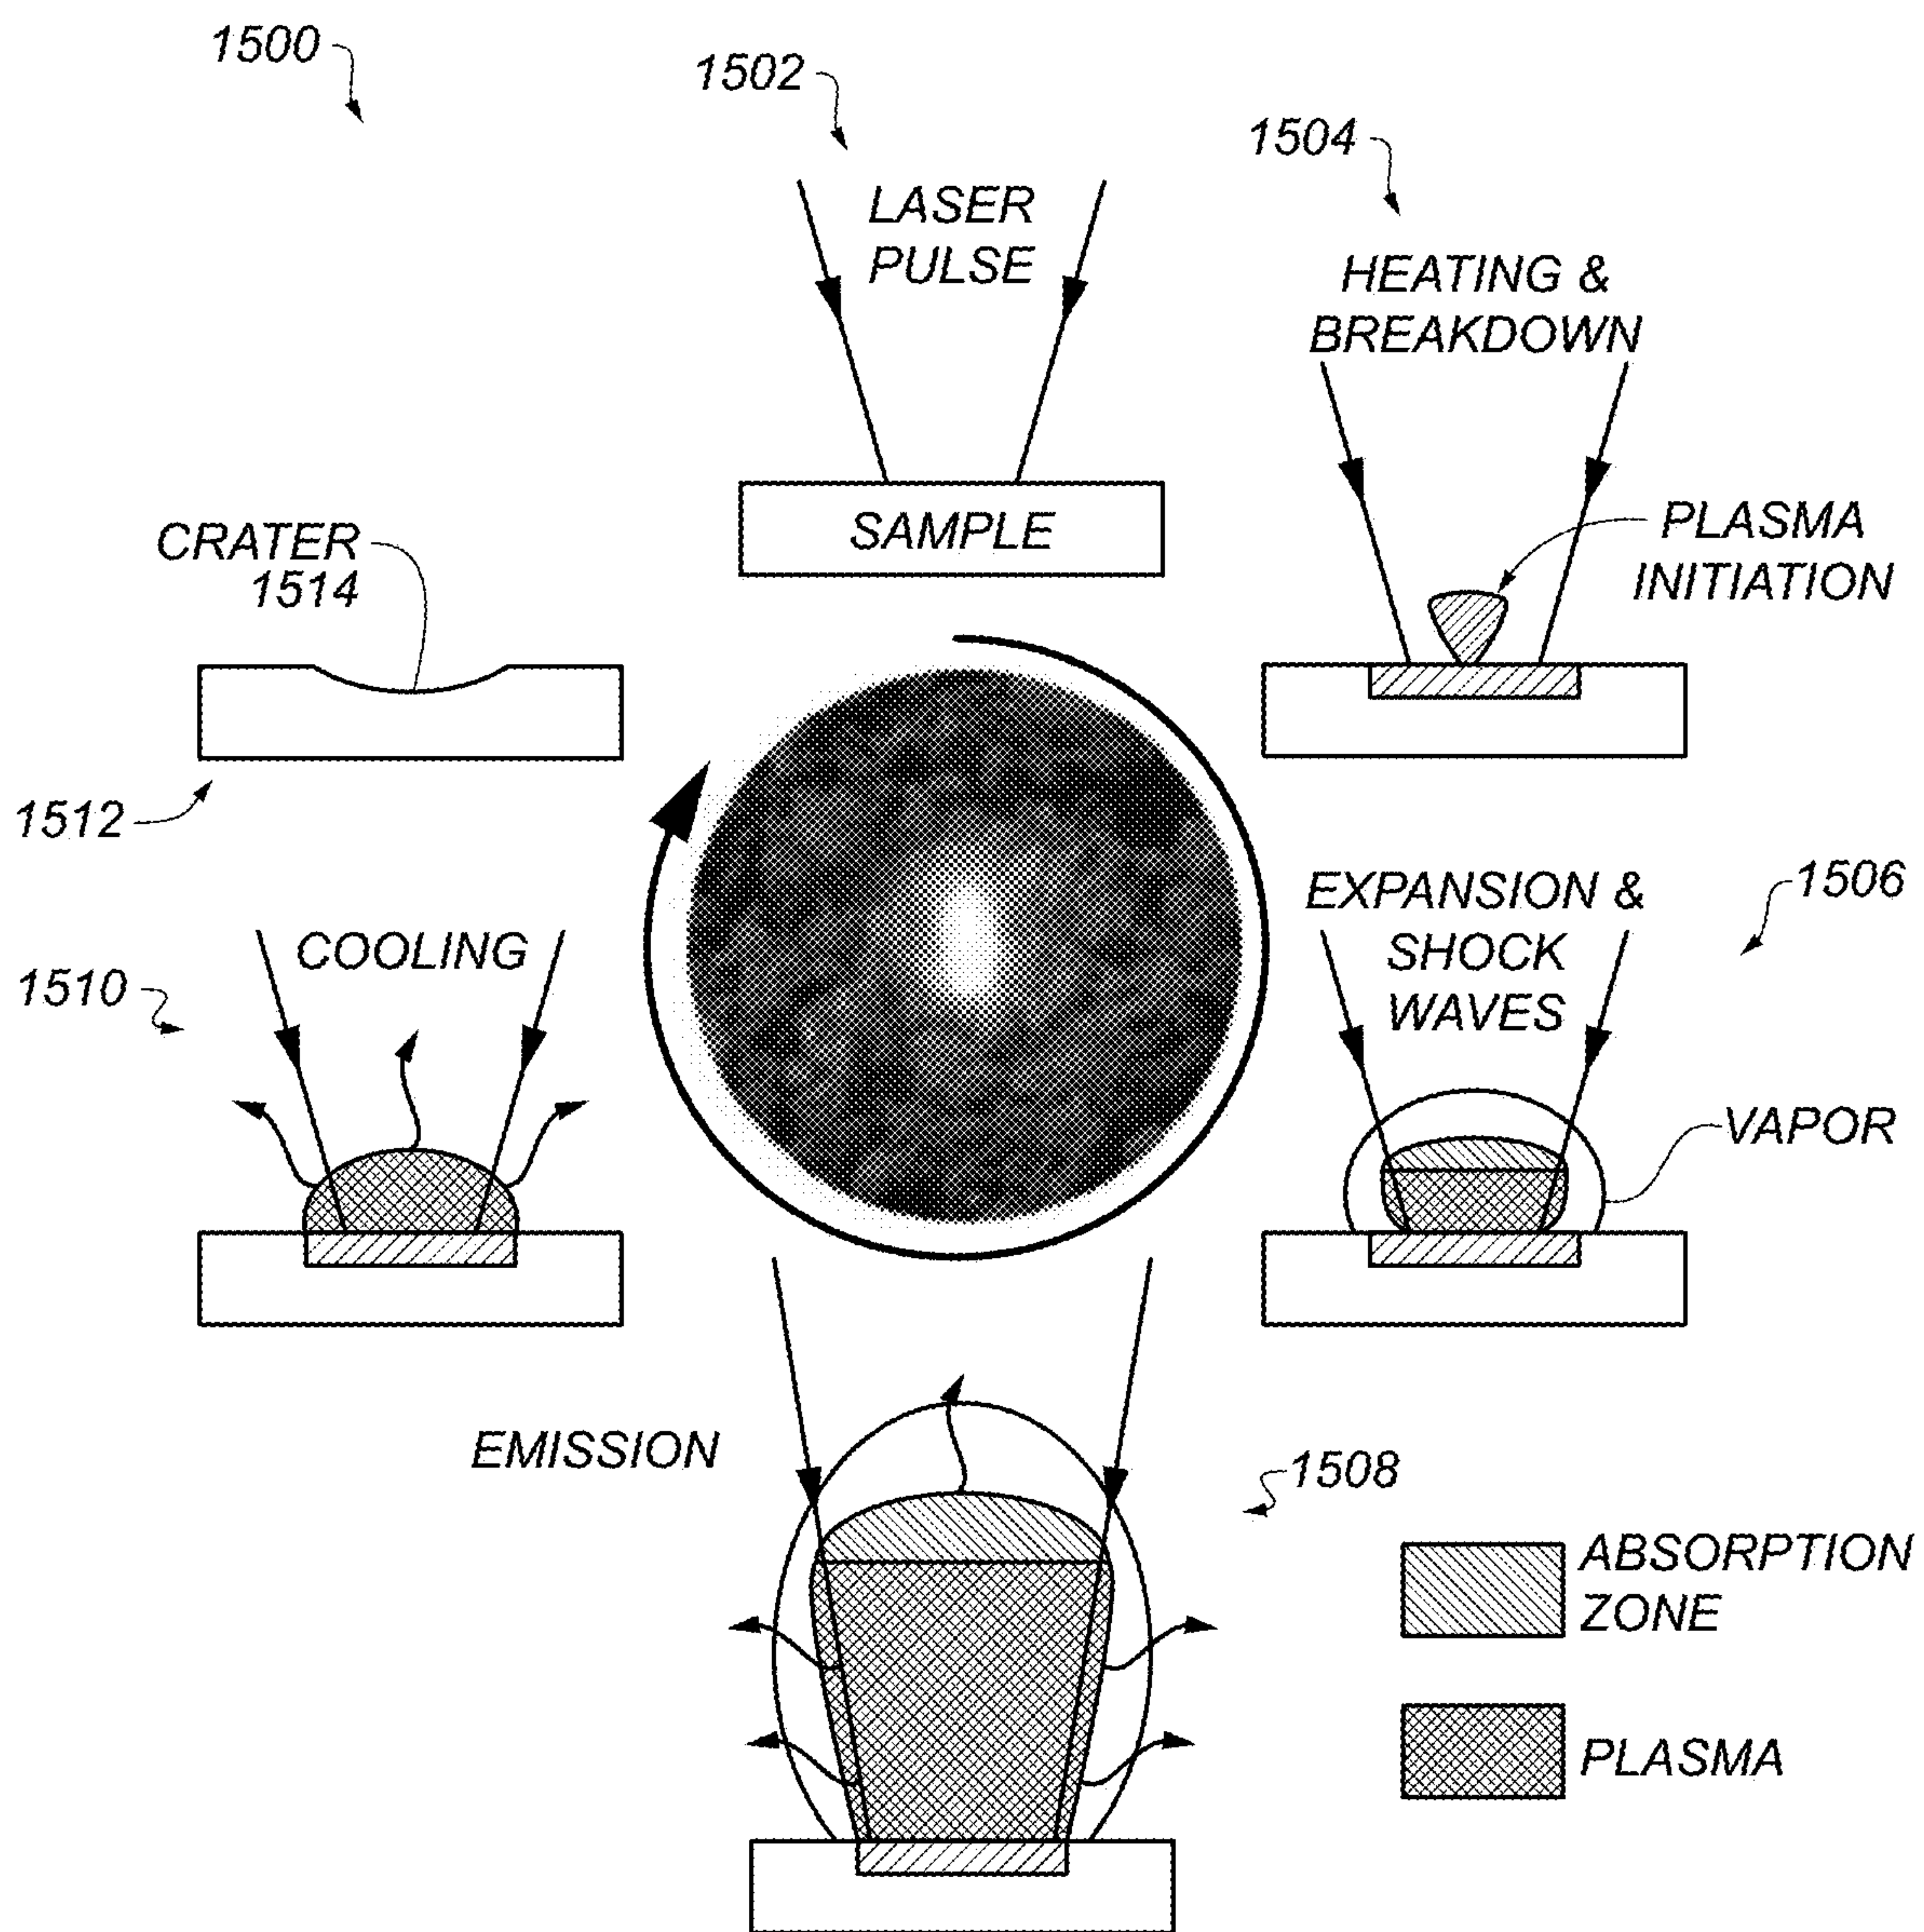 1500
1502
1504
LASER
PULSE
HEATING &
BREAKDOWN
SAMPLE
PLASMA
INITIATION
CRATER
1514
1512
EXPANSION &
SHOCK
WAVES
1506
COOLING
1510
VAPOR
EMISSION
1508
ABSORPTION
ZONE
PLASMA